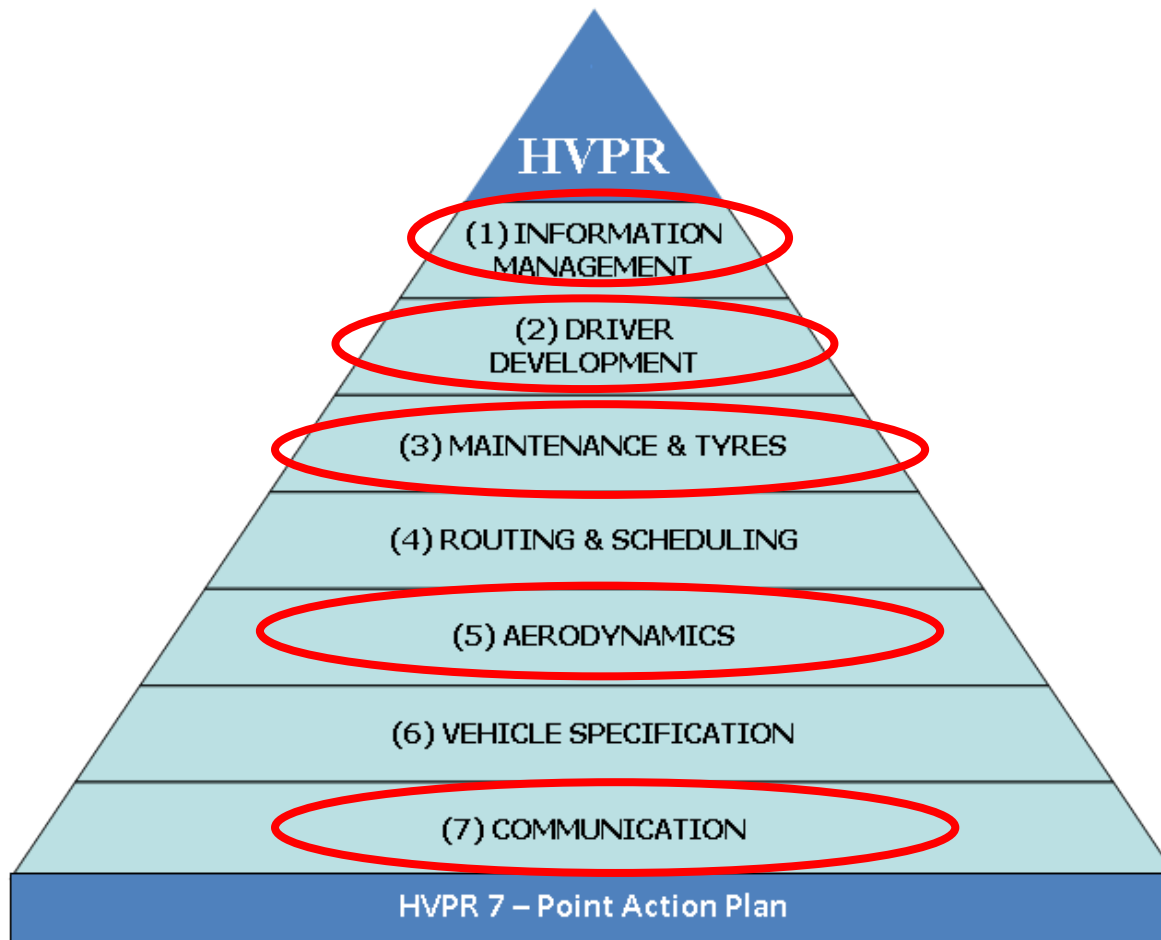 HVPR
(1) INFORMATION
MANAGEMENT
(2) DRIVER
DEVELOPMENT
(3) MAINTENANCE & TYRES
(4) ROUTING & SCHEDULING
(5) AERODYNAMICS
(6) VEHICLE SPECIFICATION
(7) COMMUNICATION
HVPR 7 – Point Action Plan